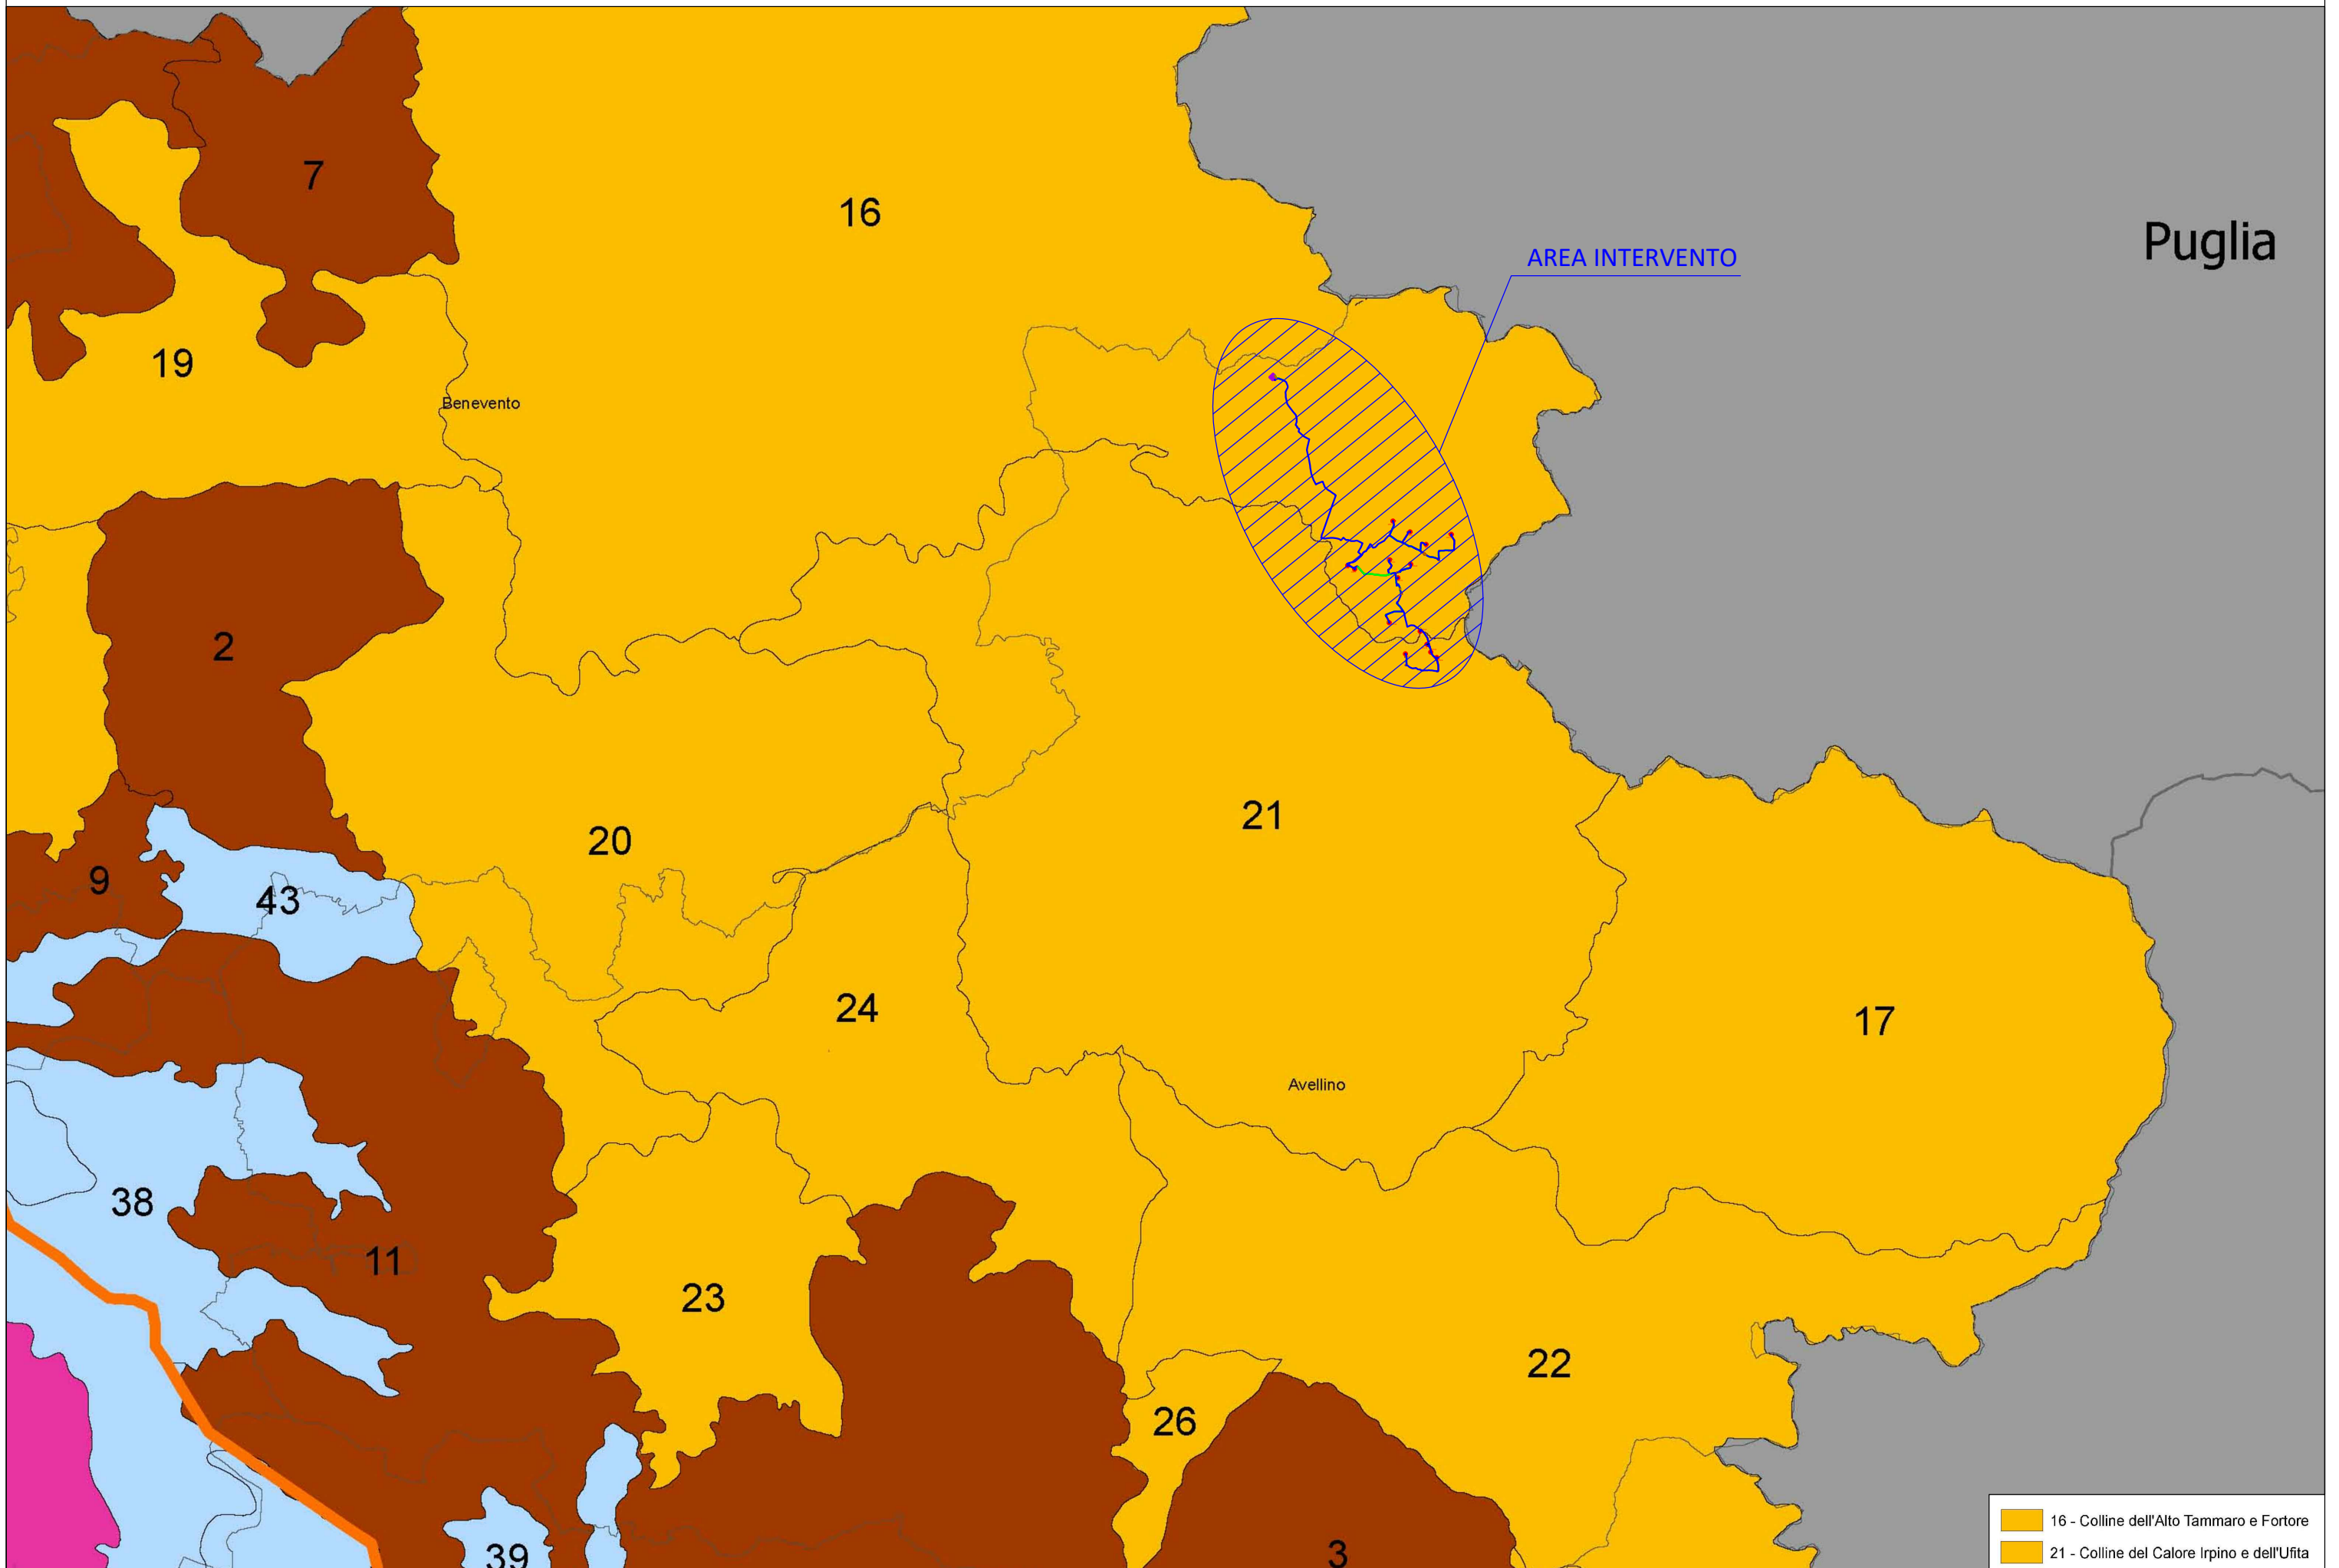 7
16
Puglia
AREA INTERVENTO
19
Benevento
2
21
20
9
43
24
17
Avellino
38
11
23
22
26
39
3
16 - Colline dell'Alto Tammaro e Fortore
21 - Colline del Calore Irpino e dell'Ufita